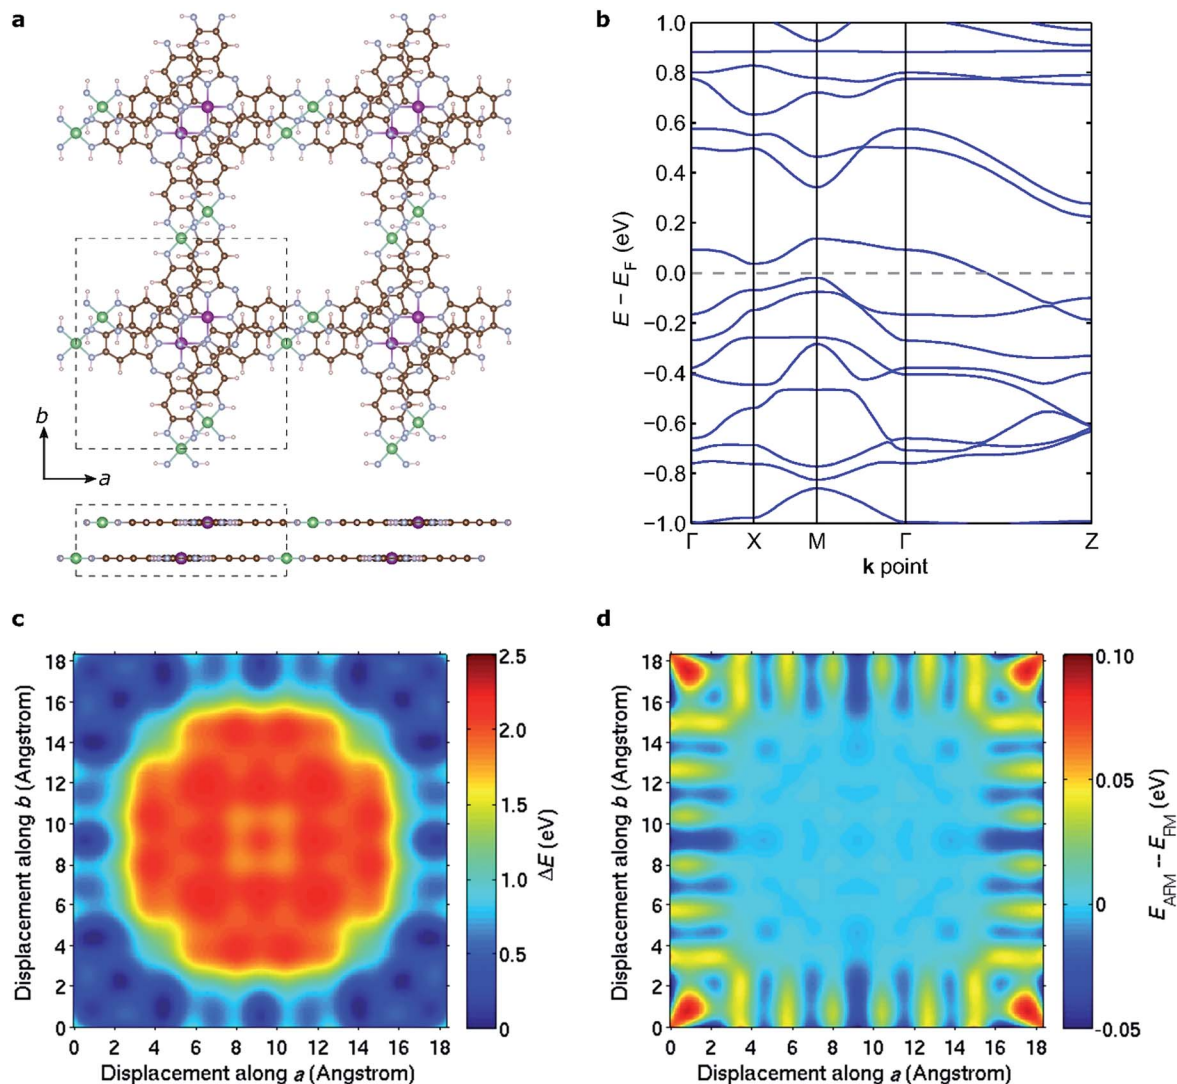 a
b
a
b
1.0
0.8
0.6
0.4
0.2
0.0
−0.2
−0.4
−0.6
−0.8
−1.0
E − E_F (eV)
Γ X M Γ Z
k point
c
18
16
14
12
10
8
6
4
2
0
Displacement along b (Angstrom)
0 2 4 6 8 10 12 14 16 18
Displacement along a (Angstrom)
2.5
2.0
1.5
1.0
0.5
0
ΔE (eV)
d
18
16
14
12
10
8
6
4
2
0
Displacement along b (Angstrom)
0 2 4 6 8 10 12 14 16 18
Displacement along a (Angstrom)
0.10
0.05
0
-0.05
E_AFM -- E_FM (eV)